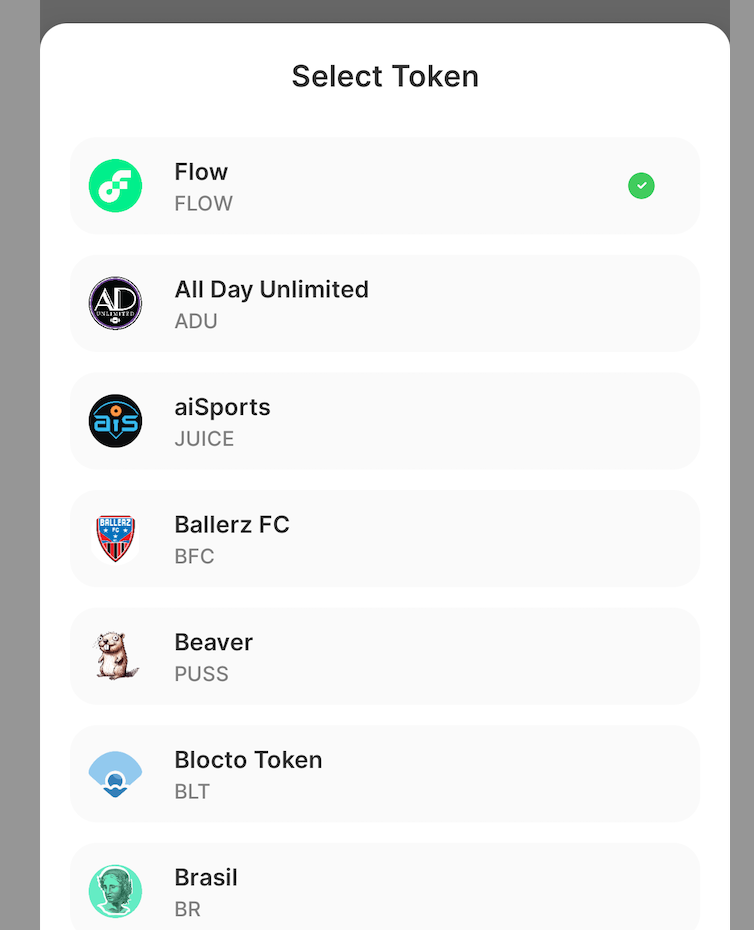 Select Token
Flow
FLOW
AD
UNLIMITED
All Day Unlimited
ADU
ais
aiSports
JUICE
BALLERZ
FC
Ballerz FC
BFC
Beaver
PUSS
Blocto Token
BLT
Brasil
BR